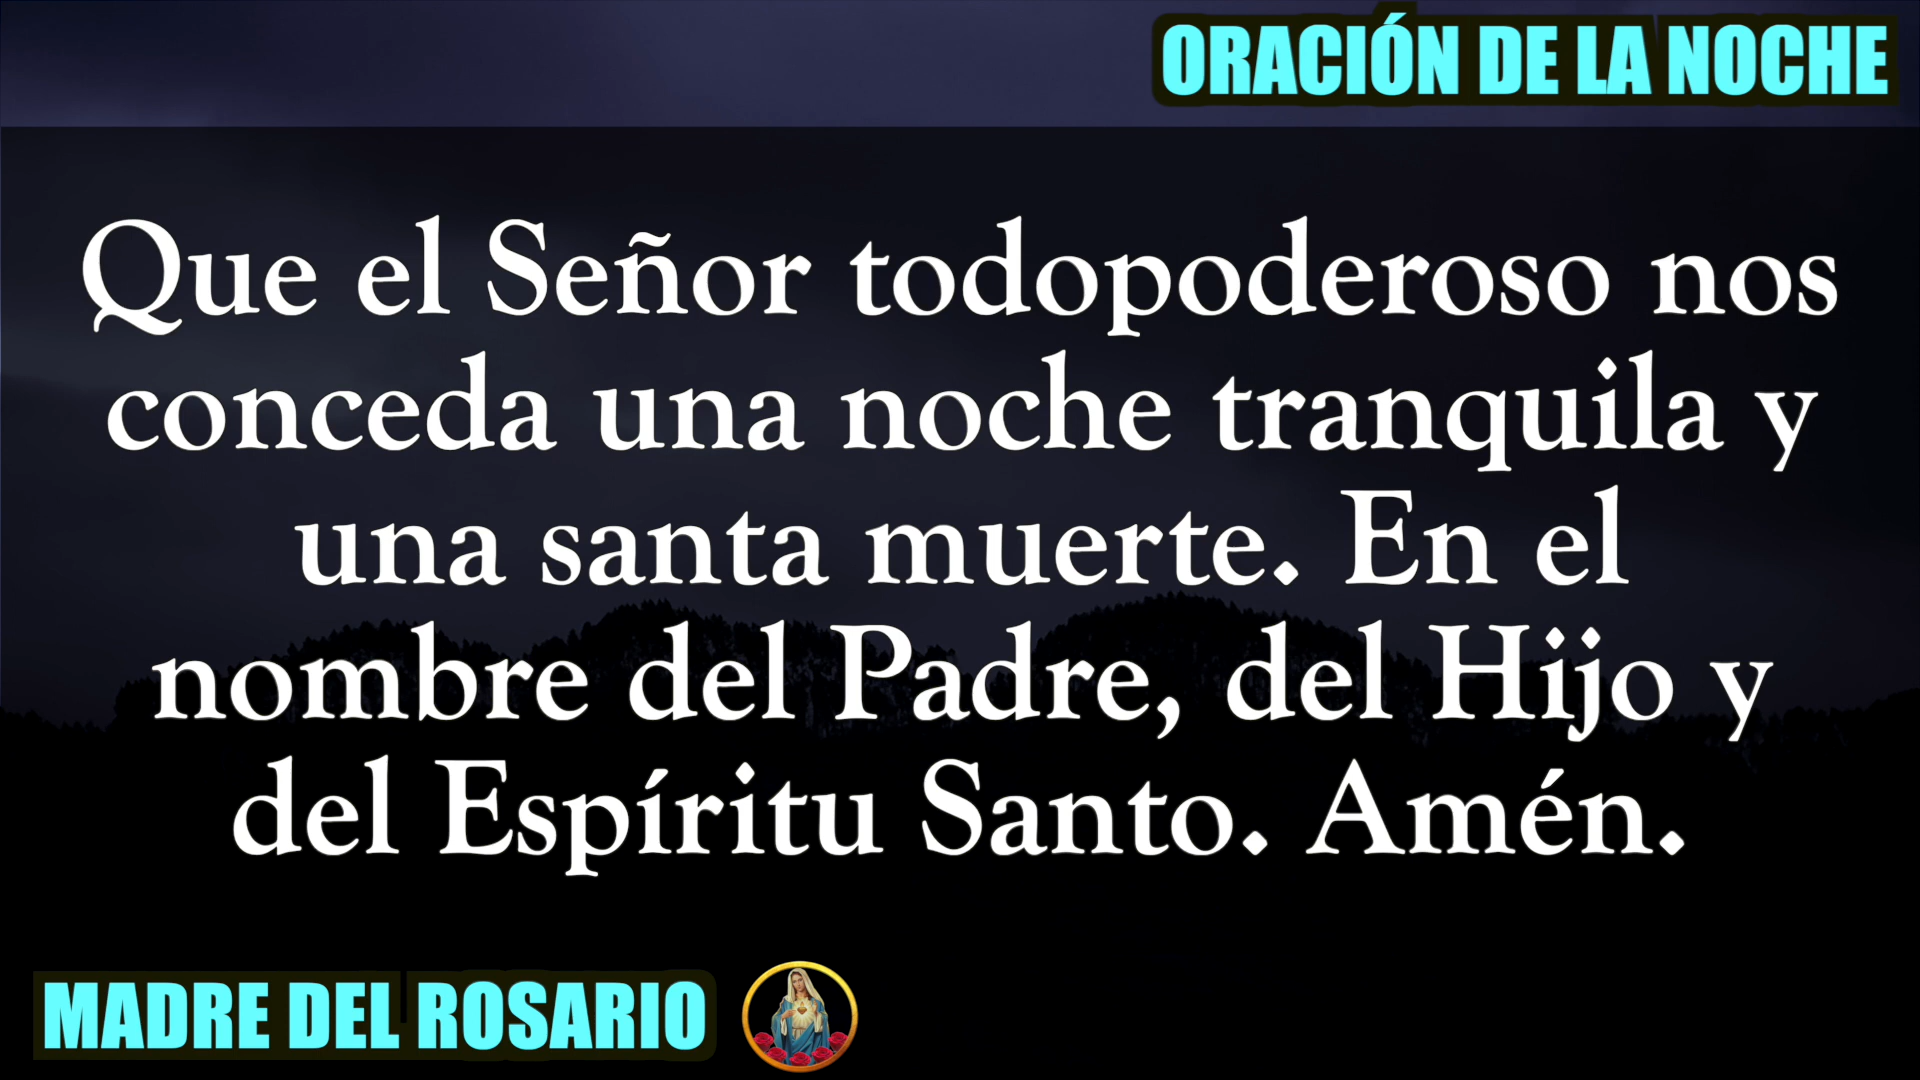 ORACIÓN DE LA NOCHE
Que el Señor todopoderoso nos
conceda una noche tranquila y
una santa muerte. En el
nombre del Padre, del Hijo y
del Espíritu Santo. Amén.
MADRE DEL ROSARIO